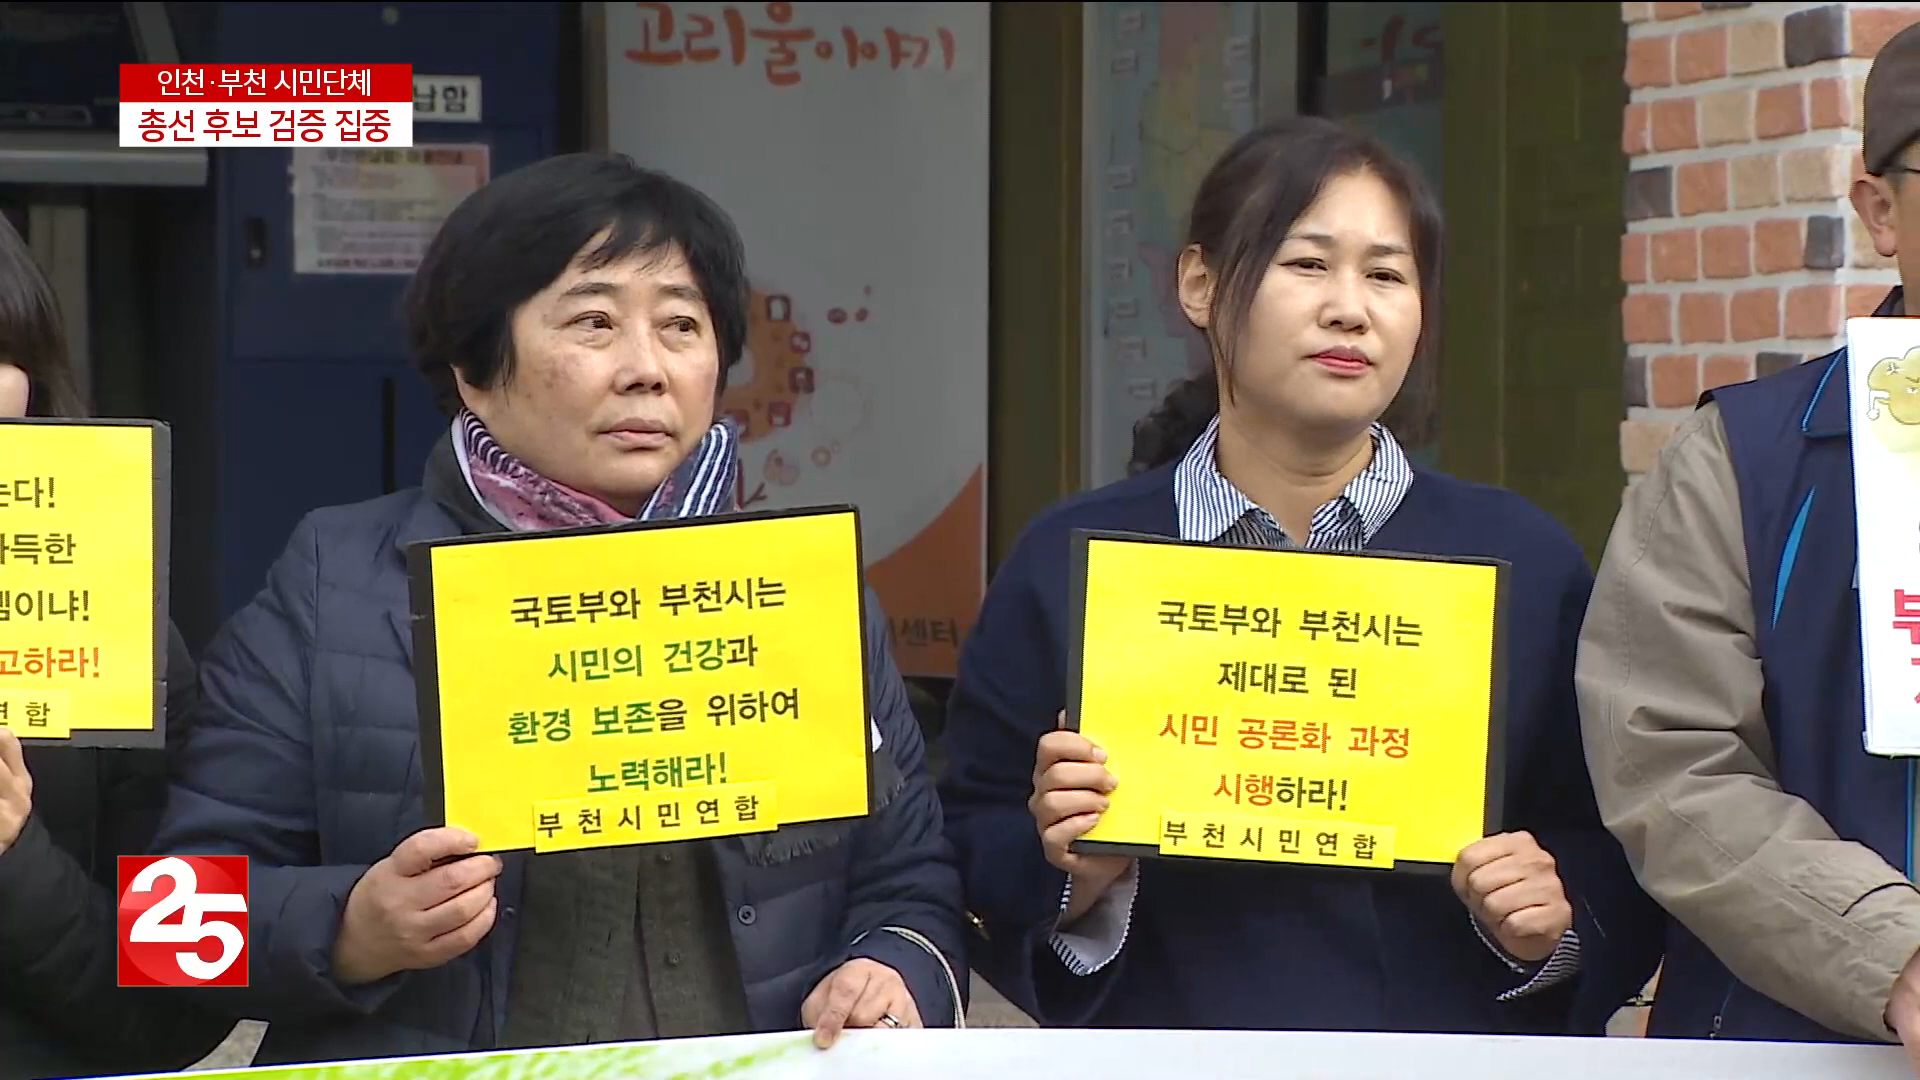 인천·부천 시민단체
총선 후보 검증 집중
납함
고리울이야기
센터
는다!
득한
이냐!
고하라!
연합
국토부와 부천시는
시민의 건강과
환경 보존을 위하여
노력해라!
부천시민연합
국토부와 부천시는
제대로 된
시민 공론화 과정
시행하라!
부천시민연합
25